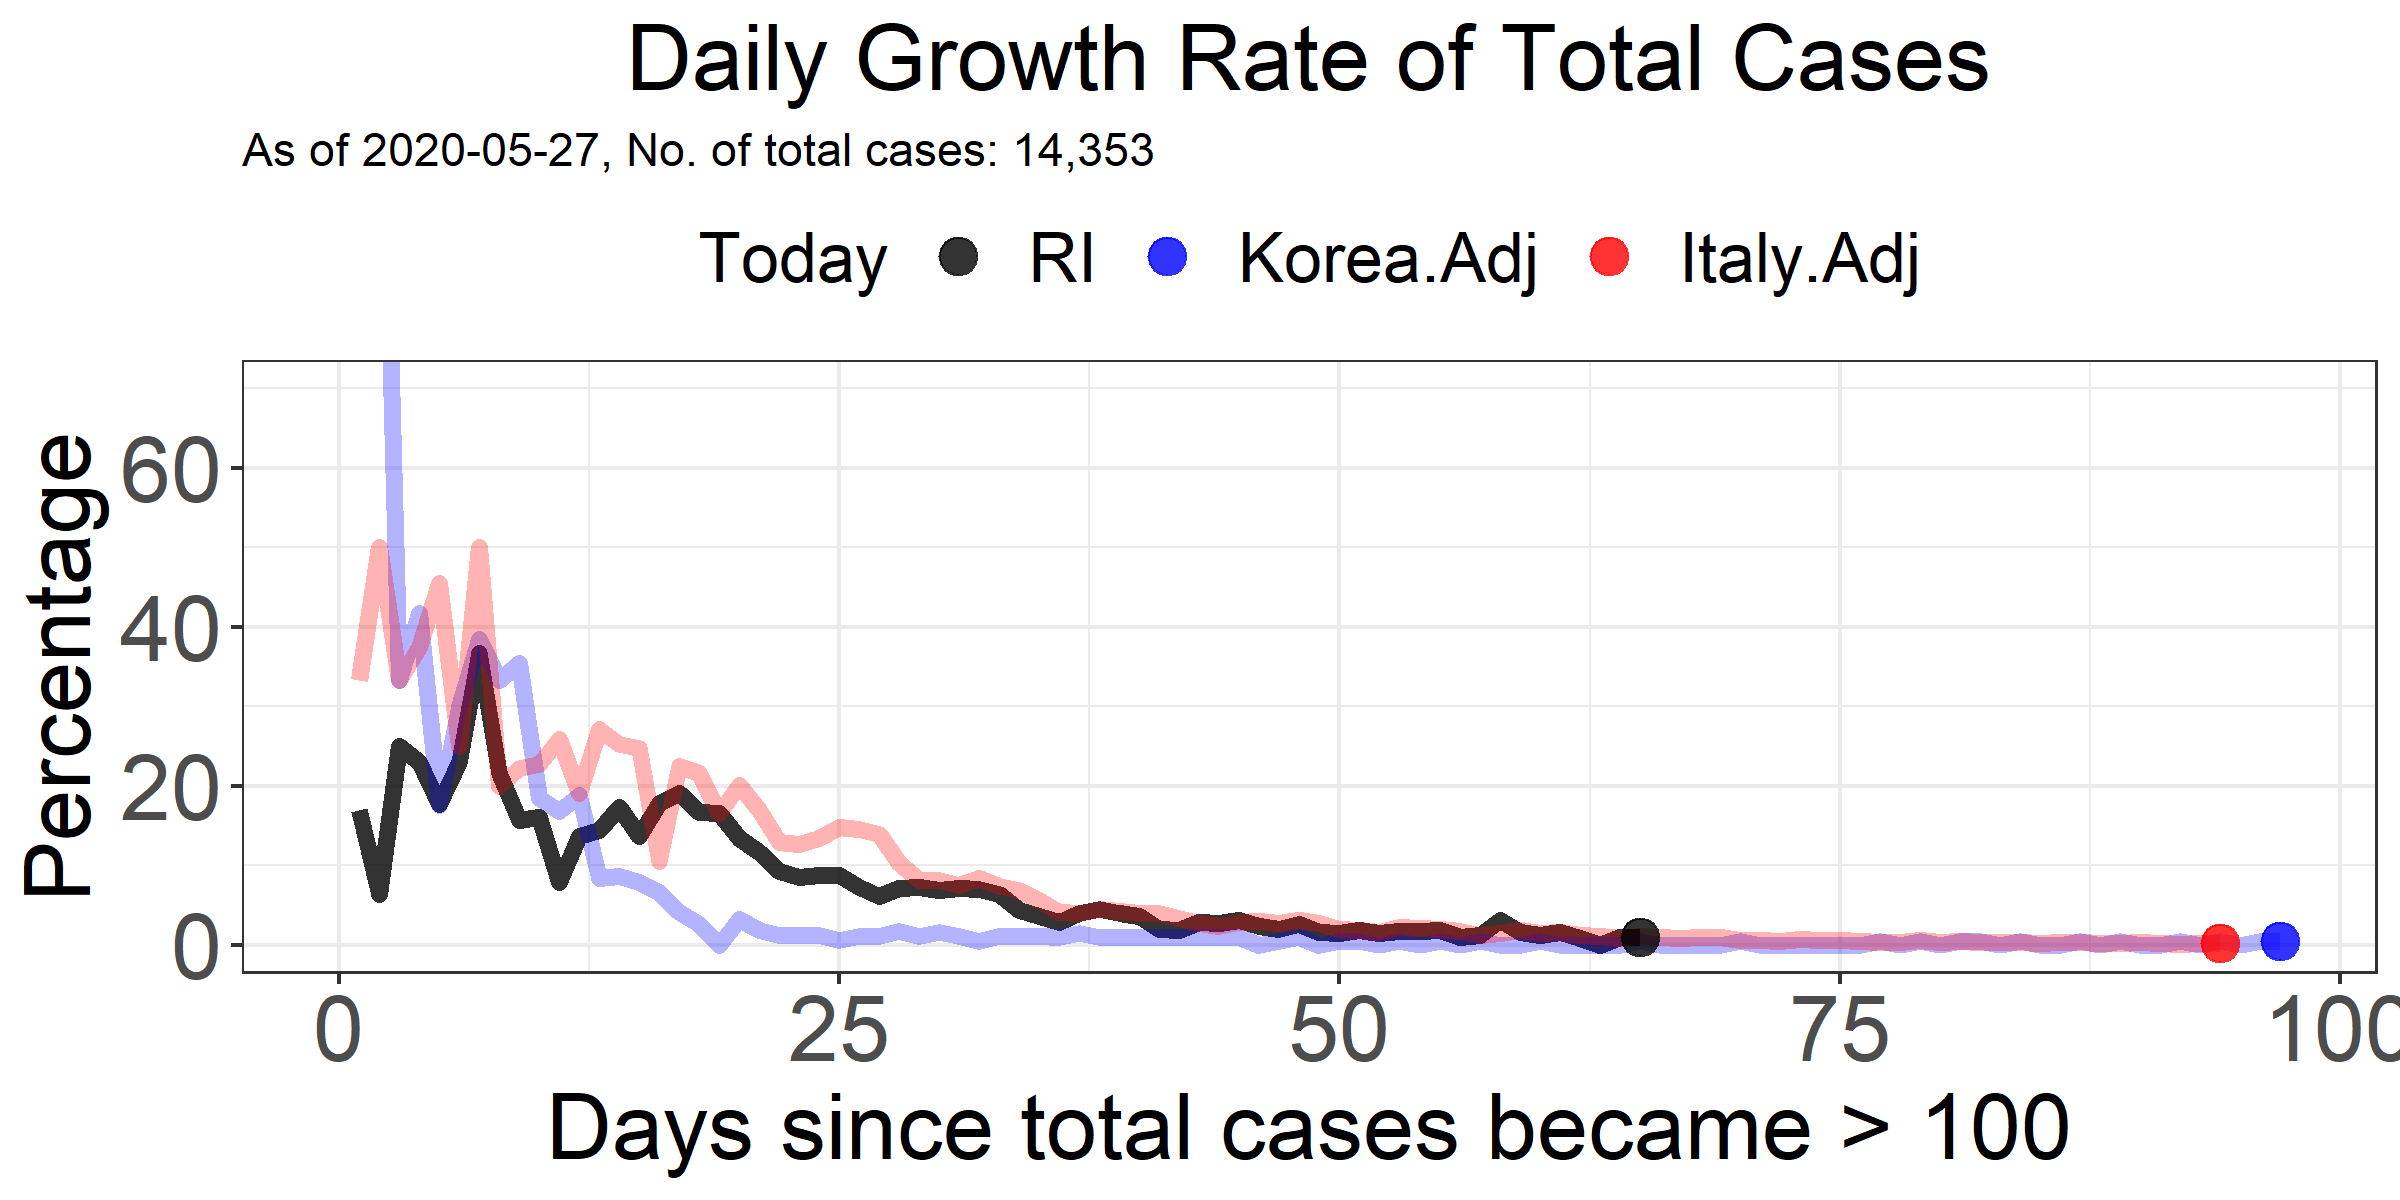 Daily Growth Rate of Total Cases
As of 2020-05-27, No. of total cases: 14,353
Today RI Korea.Adj Italy.Adj
Percentage
60
40
20
0
0 25 50 75 100
Days since total cases became > 100